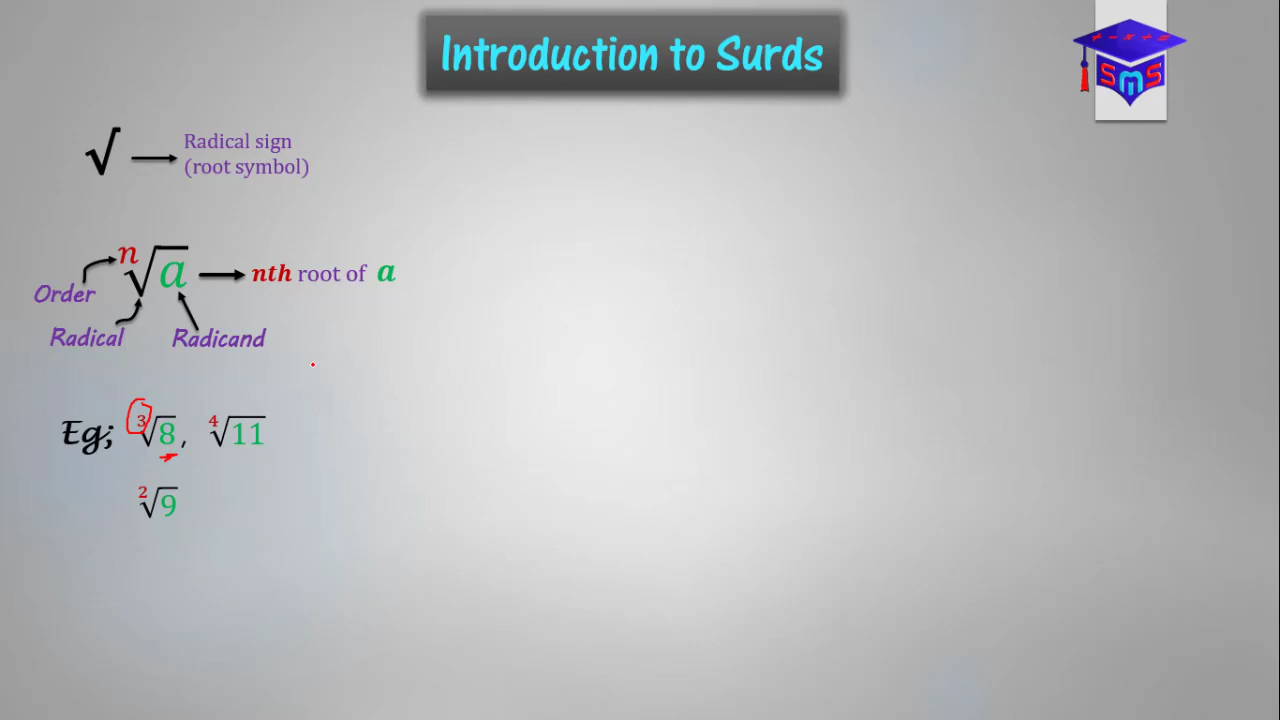 Introduction to Surds
+ - × ÷ =
SMS
√ Radical sign
(root symbol)
ⁿ√a nth root of a
Order
Radical Radicand
Eg; ³√8, ⁴√11
²√9